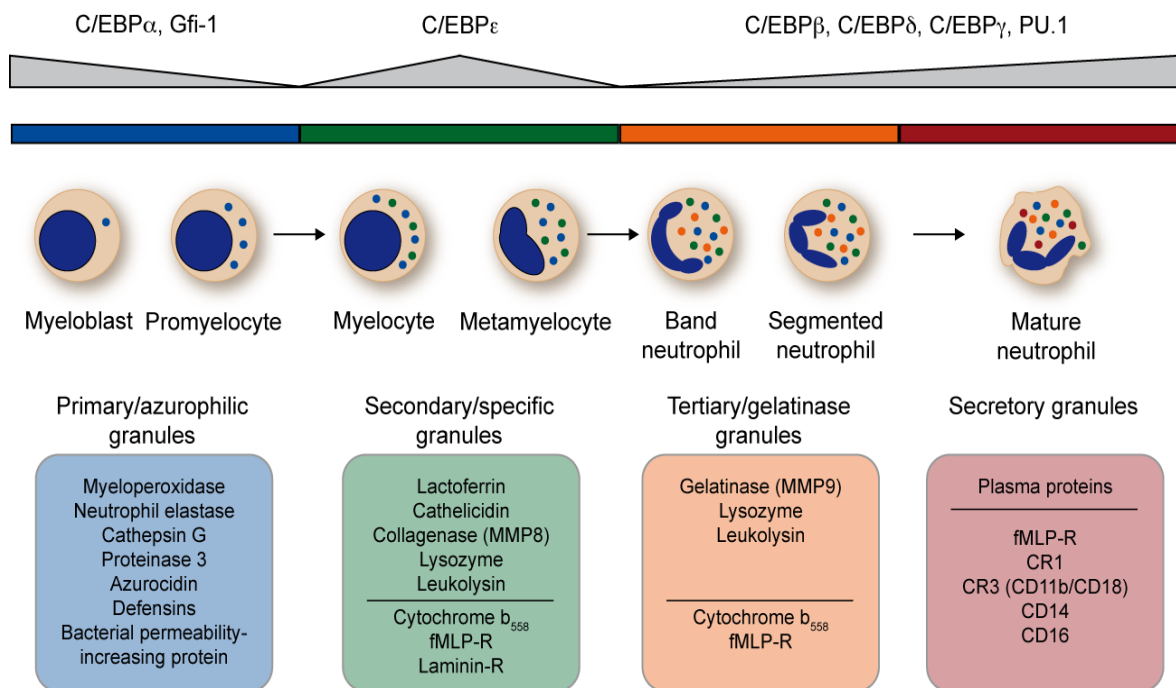 C/EBPα, Gfi-1
C/EBPε
C/EBPβ, C/EBPδ, C/EBPγ, PU.1
Myeloblast
Promyelocyte
Myelocyte
Metamyelocyte
Band
neutrophil
Segmented
neutrophil
Mature
neutrophil
Primary/azurophilic
granules
Myeloperoxidase
Neutrophil elastase
Cathepsin G
Proteinase 3
Azurocidin
Defensins
Bacterial permeability-
increasing protein
Secondary/specific
granules
Lactoferrin
Cathelicidin
Collagenase (MMP8)
Lysozyme
Leukolysin
Cytochrome b558
fMLP-R
Laminin-R
Tertiary/gelatinase
granules
Gelatinase (MMP9)
Lysozyme
Leukolysin
Cytochrome b558
fMLP-R
Secretory granules
Plasma proteins
fMLP-R
CR1
CR3 (CD11b/CD18)
CD14
CD16